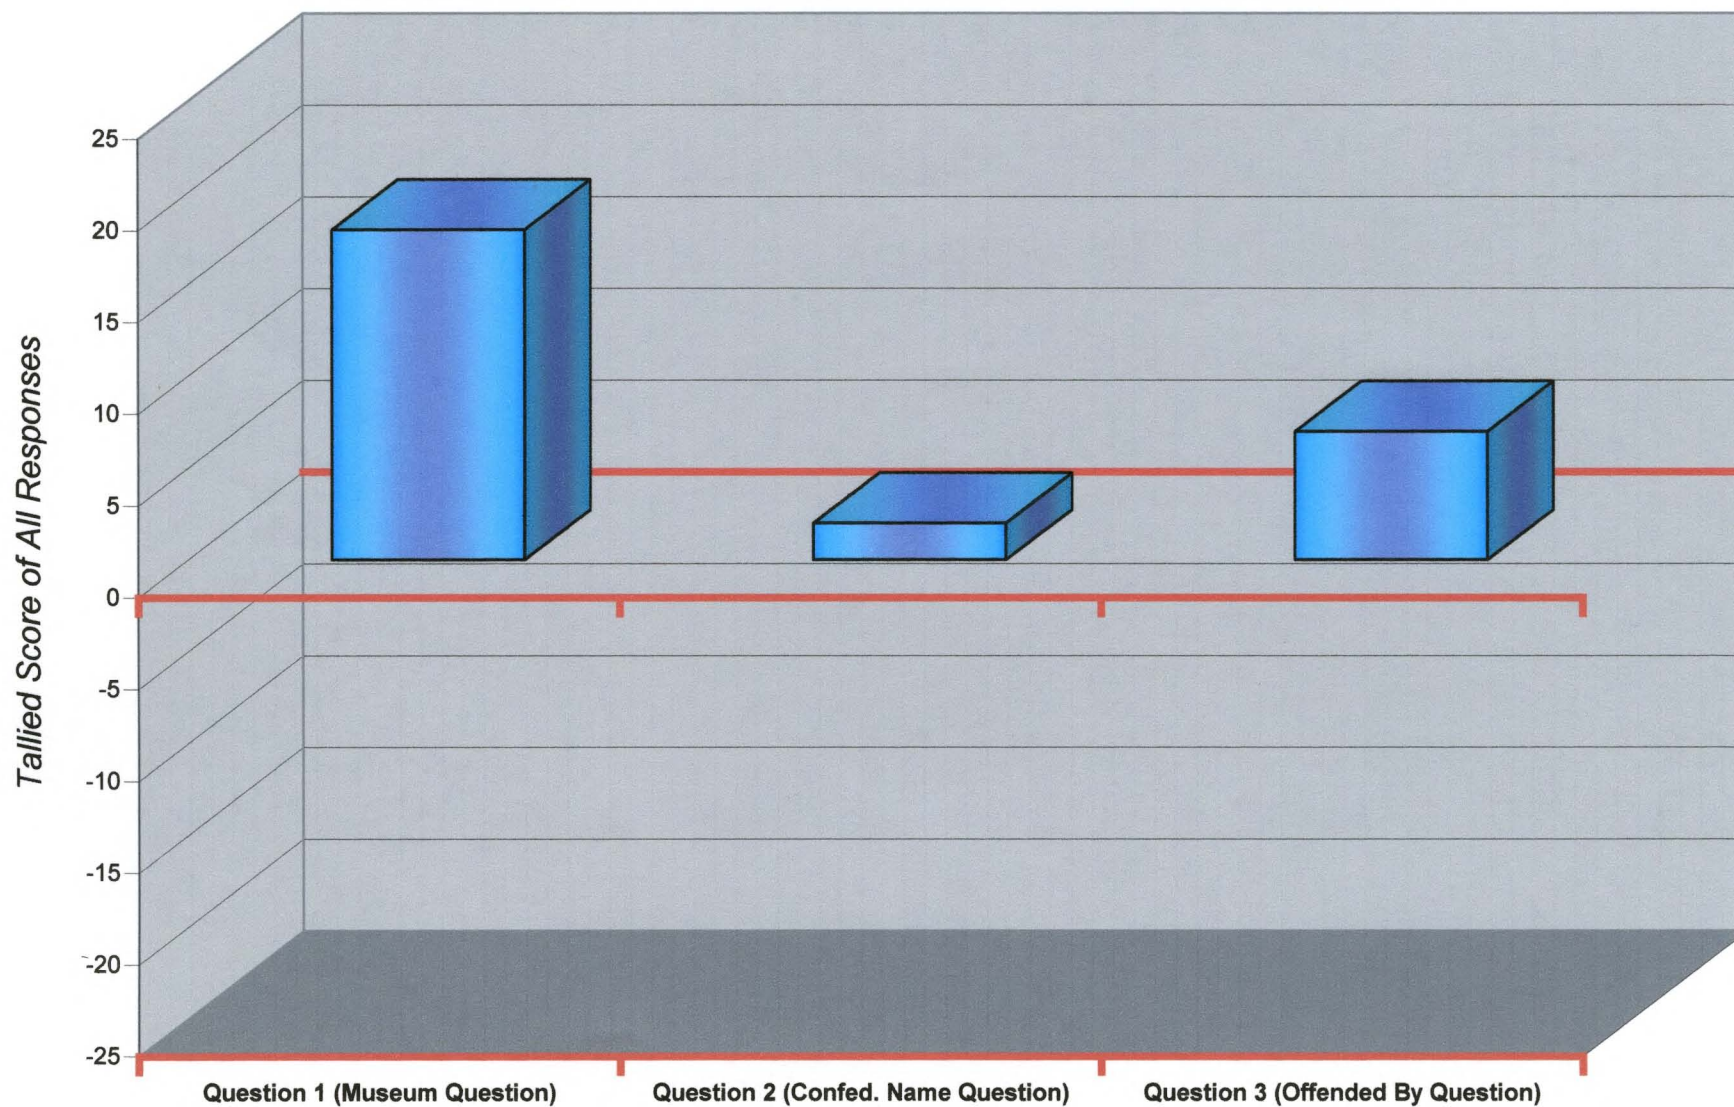 Tallied Score of All Responses
25
20
15
10
5
0
-5
-10
-15
-20
-25
Question 1 (Museum Question)
Question 2 (Confed. Name Question)
Question 3 (Offended By Question)